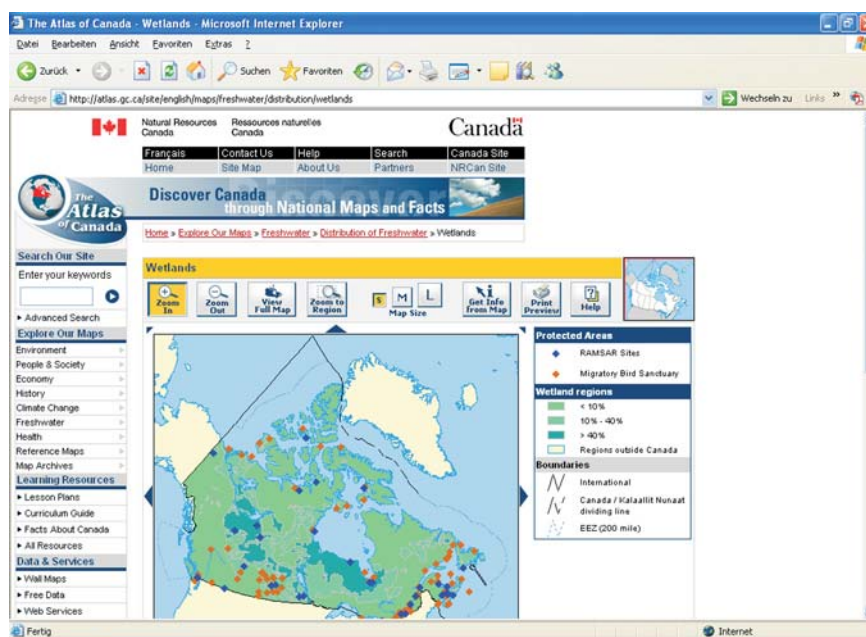 The Atlas of Canada - Wetlands - Microsoft Internet Explorer
Datei Bearbeiten Ansicht Favoriten Extras ?
Zurück Suchen Favoriten
Adresse http://atlas.gc.ca/site/english/maps/freshwater/distribution/wetlands Wechseln zu Links »
Natural Resources Ressources naturelles
Canada Canada
Canada
Français Contact Us Help Search Canada Site
Home Site Map About Us Partners NRCan Site
The Atlas of Canada
Discover Canada
through National Maps and Facts
Home » Explore Our Maps » Freshwater » Distribution of Freshwater » Wetlands
Search Our Site
Enter your keywords
Advanced Search
Explore Our Maps
Environment
People & Society
Economy
History
Climate Change
Freshwater
Health
Reference Maps
Map Archives
Learning Resources
Lesson Plans
Curriculum Guide
Facts About Canada
All Resources
Data & Services
Wall Maps
Free Data
Web Services
Wetlands
Zoom In
Zoom Out
View Full Map
Zoom to Region
S M L
Map Size
Get Info from Map
Print Preview
Help
Protected Areas
RAMSAR Sites
Migratory Bird Sanctuary
Wetland regions
< 10%
10% - 40%
> 40%
Regions outside Canada
Boundaries
International
Canada / Kalaallit Nunaat
dividing line
EEZ (200 mile)
Fertig Internet